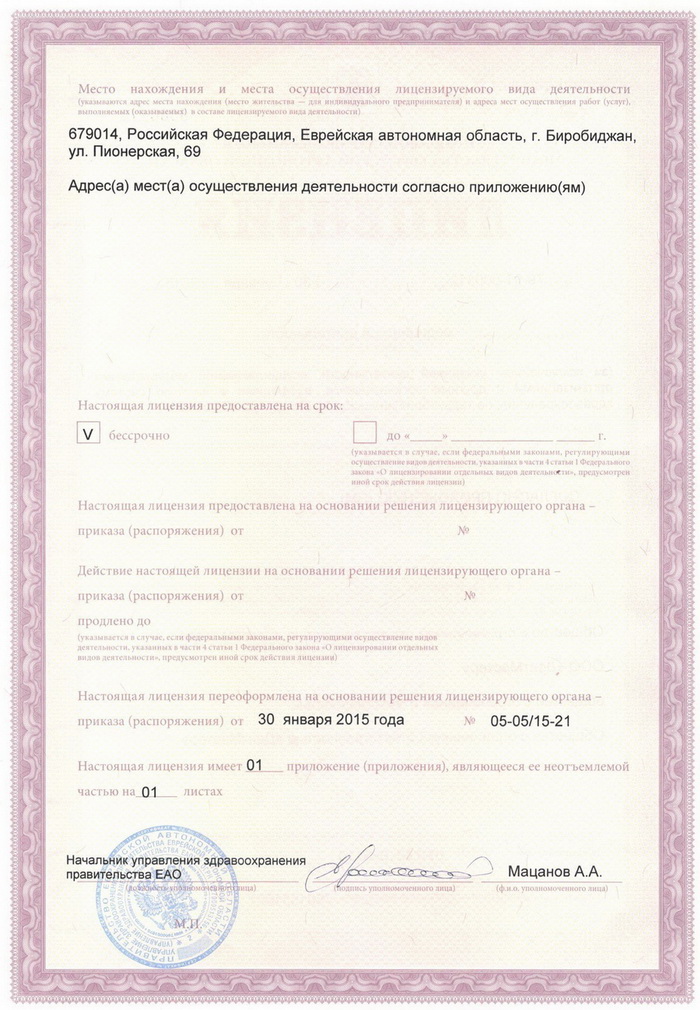 Место нахождения и места осуществления лицензируемого вида деятельности
(указываются адрес места нахождения (место жительства — для индивидуального предпринимателя) и адреса мест осуществления работ (услуг),
выполняемых (оказываемых) в составе лицензируемого вида деятельности)
679014, Российская Федерация, Еврейская автономная область, г. Биробиджан,
ул. Пионерская, 69
Адрес(а) мест(а) осуществления деятельности согласно приложению(ям)
Настоящая лицензия предоставлена на срок:
V бессрочно
до «_____» ______________ _____ г.
(указывается в случае, если федеральными законами, регулирующими
осуществление видов деятельности, указанных в части 4 статьи 1 Федерального
закона «О лицензировании отдельных видов деятельности», предусмотрен
иной срок действия лицензии)
Настоящая лицензия предоставлена на основании решения лицензирующего органа –
приказа (распоряжения) от №
Действие настоящей лицензии на основании решения лицензирующего органа –
приказа (распоряжения) от №
продлено до
(указывается в случае, если федеральными законами, регулирующими осуществление видов
деятельности, указанных в части 4 статьи 1 Федерального закона «О лицензировании отдельных
видов деятельности», предусмотрен иной срок действия лицензии)
Настоящая лицензия переоформлена на основании решения лицензирующего органа –
приказа (распоряжения) от 30 января 2015 года № 05-05/15-21
Настоящая лицензия имеет 01 приложение (приложения), являющееся ее неотъемлемой
частью на 01 листах
Начальник управления здравоохранения
правительства ЕАО
Мацанов А.А.
(должность уполномоченного лица) (подпись уполномоченного лица) (ф.и.о. уполномоченного лица)
М.П.